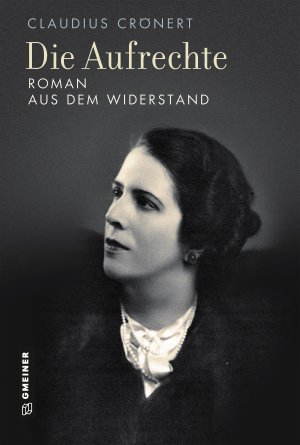 CLAUDIUS CRÖNERT
Die Aufrechte
ROMAN
AUS DEM WIDERSTAND
GMEINER